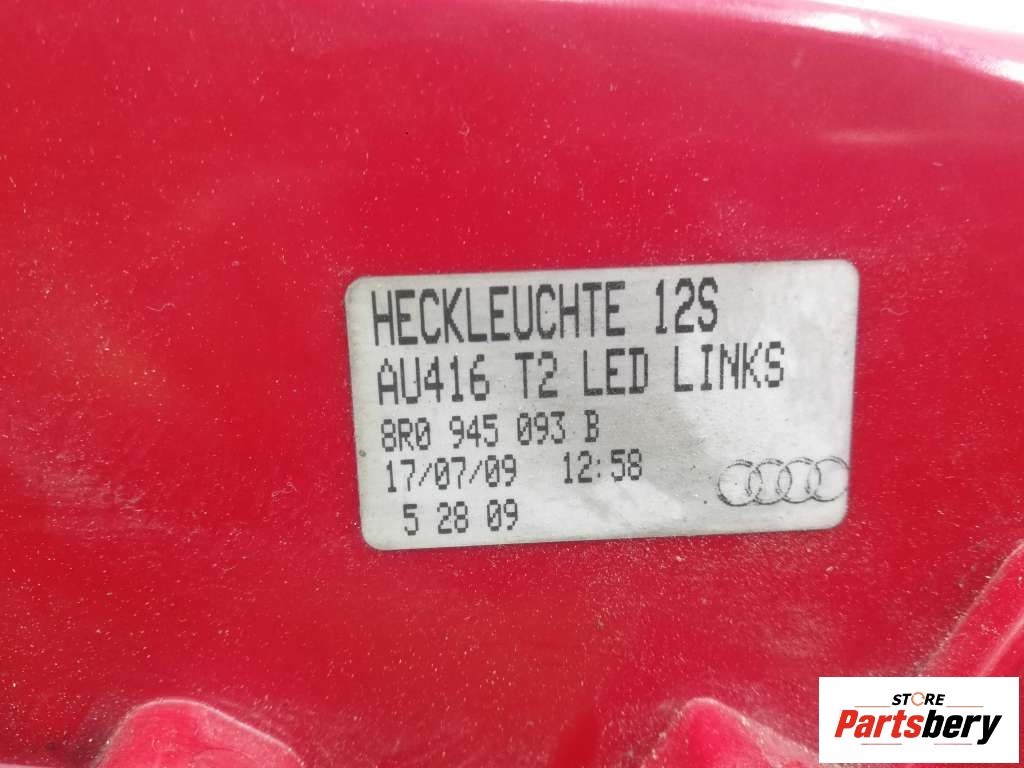 HECKLEUCHTE 12S
AU416 T2 LED LINKS
8R0 945 093 B
17/07/09 12:58
5 28 09
STORE
Partsbery